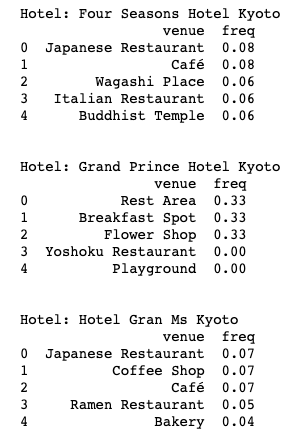 Hotel: Four Seasons Hotel Kyoto
venue freq
0 Japanese Restaurant 0.08
1 Café 0.08
2 Wagashi Place 0.06
3 Italian Restaurant 0.06
4 Buddhist Temple 0.06
Hotel: Grand Prince Hotel Kyoto
venue freq
0 Rest Area 0.33
1 Breakfast Spot 0.33
2 Flower Shop 0.33
3 Yoshoku Restaurant 0.00
4 Playground 0.00
Hotel: Hotel Gran Ms Kyoto
venue freq
0 Japanese Restaurant 0.07
1 Coffee Shop 0.07
2 Café 0.07
3 Ramen Restaurant 0.05
4 Bakery 0.04